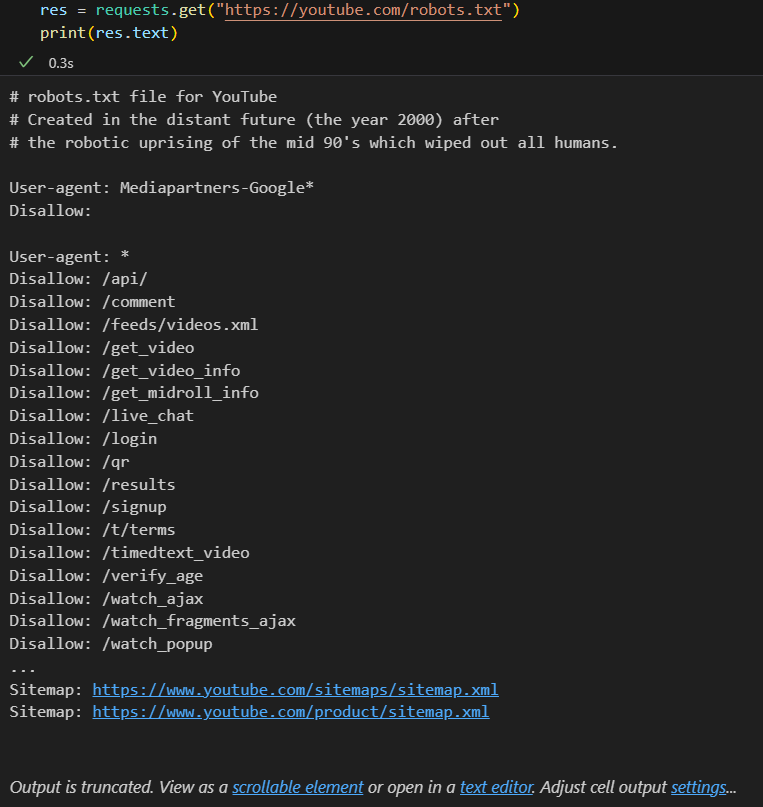 res = requests.get("https://youtube.com/robots.txt")
print(res.text)
0.3s
# robots.txt file for YouTube
# Created in the distant future (the year 2000) after
# the robotic uprising of the mid 90's which wiped out all humans.
User-agent: Mediapartners-Google*
Disallow:
User-agent: *
Disallow: /api/
Disallow: /comment
Disallow: /feeds/videos.xml
Disallow: /get_video
Disallow: /get_video_info
Disallow: /get_midroll_info
Disallow: /live_chat
Disallow: /login
Disallow: /qr
Disallow: /results
Disallow: /signup
Disallow: /t/terms
Disallow: /timedtext_video
Disallow: /verify_age
Disallow: /watch_ajax
Disallow: /watch_fragments_ajax
Disallow: /watch_popup
...
Sitemap: https://www.youtube.com/sitemaps/sitemap.xml
Sitemap: https://www.youtube.com/product/sitemap.xml
Output is truncated. View as a scrollable element or open in a text editor. Adjust cell output settings...